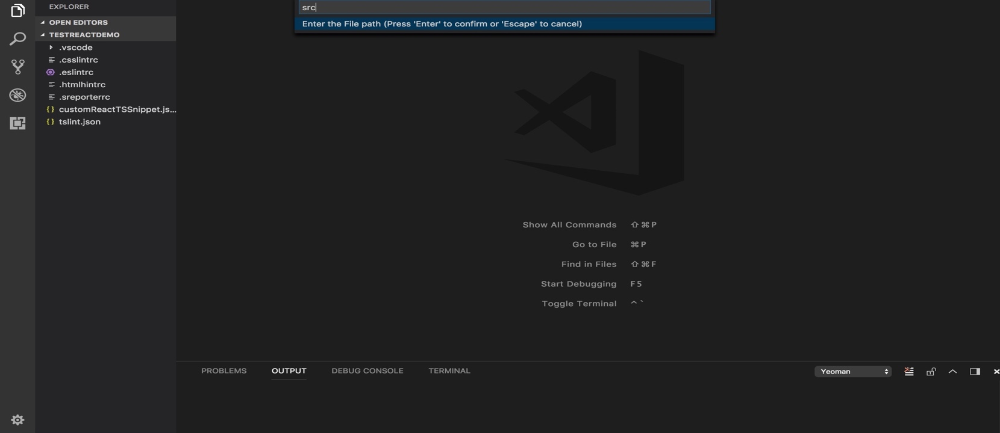 EXPLORER
OPEN EDITORS
TESTREACTDEMO
.vscode
.csslintrc
.eslintrc
.htmlhintrc
.sreporterrc
customReactTSSnippet.js...
tslint.json
src
Enter the File path (Press 'Enter' to confirm or 'Escape' to cancel)
Show All Commands ⇧⌘P
Go to File ⌘P
Find in Files ⇧⌘F
Start Debugging F5
Toggle Terminal ^`
PROBLEMS OUTPUT DEBUG CONSOLE TERMINAL Yeoman